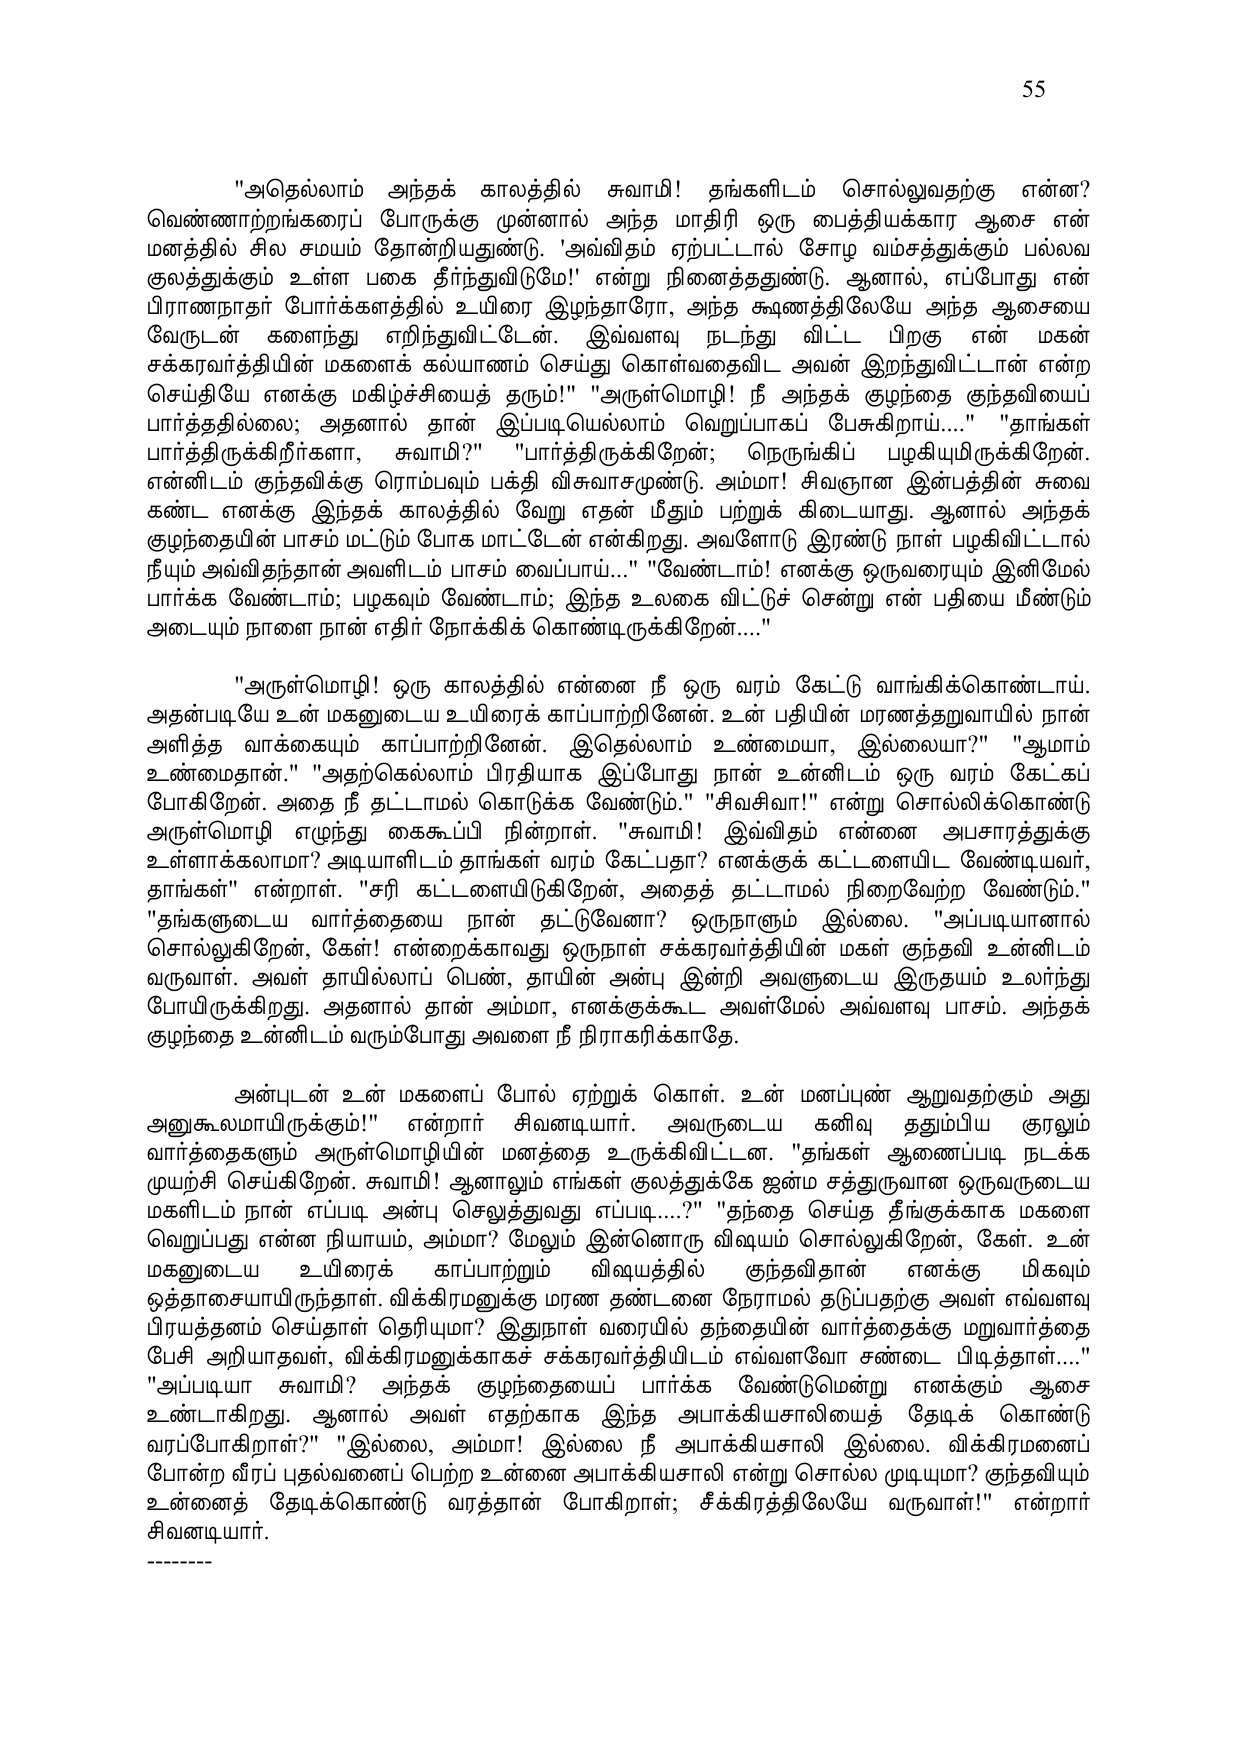 55
"அதெல்லாம் அந்தக் காலத்தில் சுவாமி! தங்களிடம் சொல்லுவதற்கு என்ன?
வெண்ணாற்றங்கரைப் போருக்கு முன்னால் அந்த மாதிரி ஒரு பைத்தியக்கார ஆசை என்
மனத்தில் சில சமயம் தோன்றியதுண்டு. 'அவ்விதம் ஏற்பட்டால் சோழ வம்சத்துக்கும் பல்லவ
குலத்துக்கும் உள்ள பகை தீர்ந்துவிடுமே!' என்று நினைத்ததுண்டு. ஆனால், எப்போது என்
பிராணநாதர் போர்க்களத்தில் உயிரை இழந்தாரோ, அந்த க்ஷணத்திலேயே அந்த ஆசையை
வேருடன் களைந்து எறிந்துவிட்டேன். இவ்வளவு நடந்து விட்ட பிறகு என் மகன்
சக்கரவர்த்தியின் மகளைக் கல்யாணம் செய்து கொள்வதைவிட அவன் இறந்துவிட்டான் என்ற
செய்தியே எனக்கு மகிழ்ச்சியைத் தரும்!" "அருள்மொழி! நீ அந்தக் குழந்தை குந்தவியைப்
பார்த்ததில்லை; அதனால் தான் இப்படியெல்லாம் வெறுப்பாகப் பேசுகிறாய்...." "தாங்கள்
பார்த்திருக்கிறீர்களா, சுவாமி?" "பார்த்திருக்கிறேன்; நெருங்கிப் பழகியுமிருக்கிறேன்.
என்னிடம் குந்தவிக்கு ரொம்பவும் பக்தி விசுவாசமுண்டு. அம்மா! சிவஞான இன்பத்தின் சுவை
கண்ட எனக்கு இந்தக் காலத்தில் வேறு எதன் மீதும் பற்றுக் கிடையாது. ஆனால் அந்தக்
குழந்தையின் பாசம் மட்டும் போக மாட்டேன் என்கிறது. அவளோடு இரண்டு நாள் பழகிவிட்டால்
நீயும் அவ்விதந்தான் அவளிடம் பாசம் வைப்பாய்..." "வேண்டாம்! எனக்கு ஒருவரையும் இனிமேல்
பார்க்க வேண்டாம்; பழகவும் வேண்டாம்; இந்த உலகை விட்டுச் சென்று என் பதியை மீண்டும்
அடையும் நாளை நான் எதிர் நோக்கிக் கொண்டிருக்கிறேன்...."
"அருள்மொழி! ஒரு காலத்தில் என்னை நீ ஒரு வரம் கேட்டு வாங்கிக்கொண்டாய்.
அதன்படியே உன் மகனுடைய உயிரைக் காப்பாற்றினேன். உன் பதியின் மரணத்தறுவாயில் நான்
அளித்த வாக்கையும் காப்பாற்றினேன். இதெல்லாம் உண்மையா, இல்லையா?" "ஆமாம்
உண்மைதான்." "அதற்கெல்லாம் பிரதியாக இப்போது நான் உன்னிடம் ஒரு வரம் கேட்கப்
போகிறேன். அதை நீ தட்டாமல் கொடுக்க வேண்டும்." "சிவசிவா!" என்று சொல்லிக்கொண்டு
அருள்மொழி எழுந்து கைகூப்பி நின்றாள். "சுவாமி! இவ்விதம் என்னை அபசாரத்துக்கு
உள்ளாக்கலாமா? அடியாளிடம் தாங்கள் வரம் கேட்பதா? எனக்குக் கட்டளையிட வேண்டியவர்,
தாங்கள்" என்றாள். "சரி கட்டளையிடுகிறேன், அதைத் தட்டாமல் நிறைவேற்ற வேண்டும்."
"தங்களுடைய வார்த்தையை நான் தட்டுவேனா? ஒருநாளும் இல்லை. "அப்படியானால்
சொல்லுகிறேன், கேள்! என்றைக்காவது ஒருநாள் சக்கரவர்த்தியின் மகள் குந்தவி உன்னிடம்
வருவாள். அவள் தாயில்லாப் பெண், தாயின் அன்பு இன்றி அவளுடைய இருதயம் உலர்ந்து
போயிருக்கிறது. அதனால் தான் அம்மா, எனக்குக்கூட அவள்மேல் அவ்வளவு பாசம். அந்தக்
குழந்தை உன்னிடம் வரும்போது அவளை நீ நிராகரிக்காதே.
அன்புடன் உன் மகளைப் போல் ஏற்றுக் கொள். உன் மனப்புண் ஆறுவதற்கும் அது
அனுகூலமாயிருக்கும்!" என்றார் சிவனடியார். அவருடைய கனிவு ததும்பிய குரலும்
வார்த்தைகளும் அருள்மொழியின் மனத்தை உருக்கிவிட்டன. "தங்கள் ஆணைப்படி நடக்க
முயற்சி செய்கிறேன். சுவாமி! ஆனாலும் எங்கள் குலத்துக்கே ஜன்ம சத்துருவான ஒருவருடைய
மகளிடம் நான் எப்படி அன்பு செலுத்துவது எப்படி....?" "தந்தை செய்த தீங்குக்காக மகளை
வெறுப்பது என்ன நியாயம், அம்மா? மேலும் இன்னொரு விஷயம் சொல்லுகிறேன், கேள். உன்
மகனுடைய உயிரைக் காப்பாற்றும் விஷயத்தில் குந்தவிதான் எனக்கு மிகவும்
ஒத்தாசையாயிருந்தாள். விக்கிரமனுக்கு மரண தண்டனை நேராமல் தடுப்பதற்கு அவள் எவ்வளவு
பிரயத்தனம் செய்தாள் தெரியுமா? இதுநாள் வரையில் தந்தையின் வார்த்தைக்கு மறுவார்த்தை
பேசி அறியாதவள், விக்கிரமனுக்காகச் சக்கரவர்த்தியிடம் எவ்வளவோ சண்டை பிடித்தாள்...."
"அப்படியா சுவாமி? அந்தக் குழந்தையைப் பார்க்க வேண்டுமென்று எனக்கும் ஆசை
உண்டாகிறது. ஆனால் அவள் எதற்காக இந்த அபாக்கியசாலியைத் தேடிக் கொண்டு
வரப்போகிறாள்?" "இல்லை, அம்மா! இல்லை நீ அபாக்கியசாலி இல்லை. விக்கிரமனைப்
போன்ற வீரப் புதல்வனைப் பெற்ற உன்னை அபாக்கியசாலி என்று சொல்ல முடியுமா? குந்தவியும்
உன்னைத் தேடிக்கொண்டு வரத்தான் போகிறாள்; சீக்கிரத்திலேயே வருவாள்!" என்றார்
சிவனடியார்.
--------